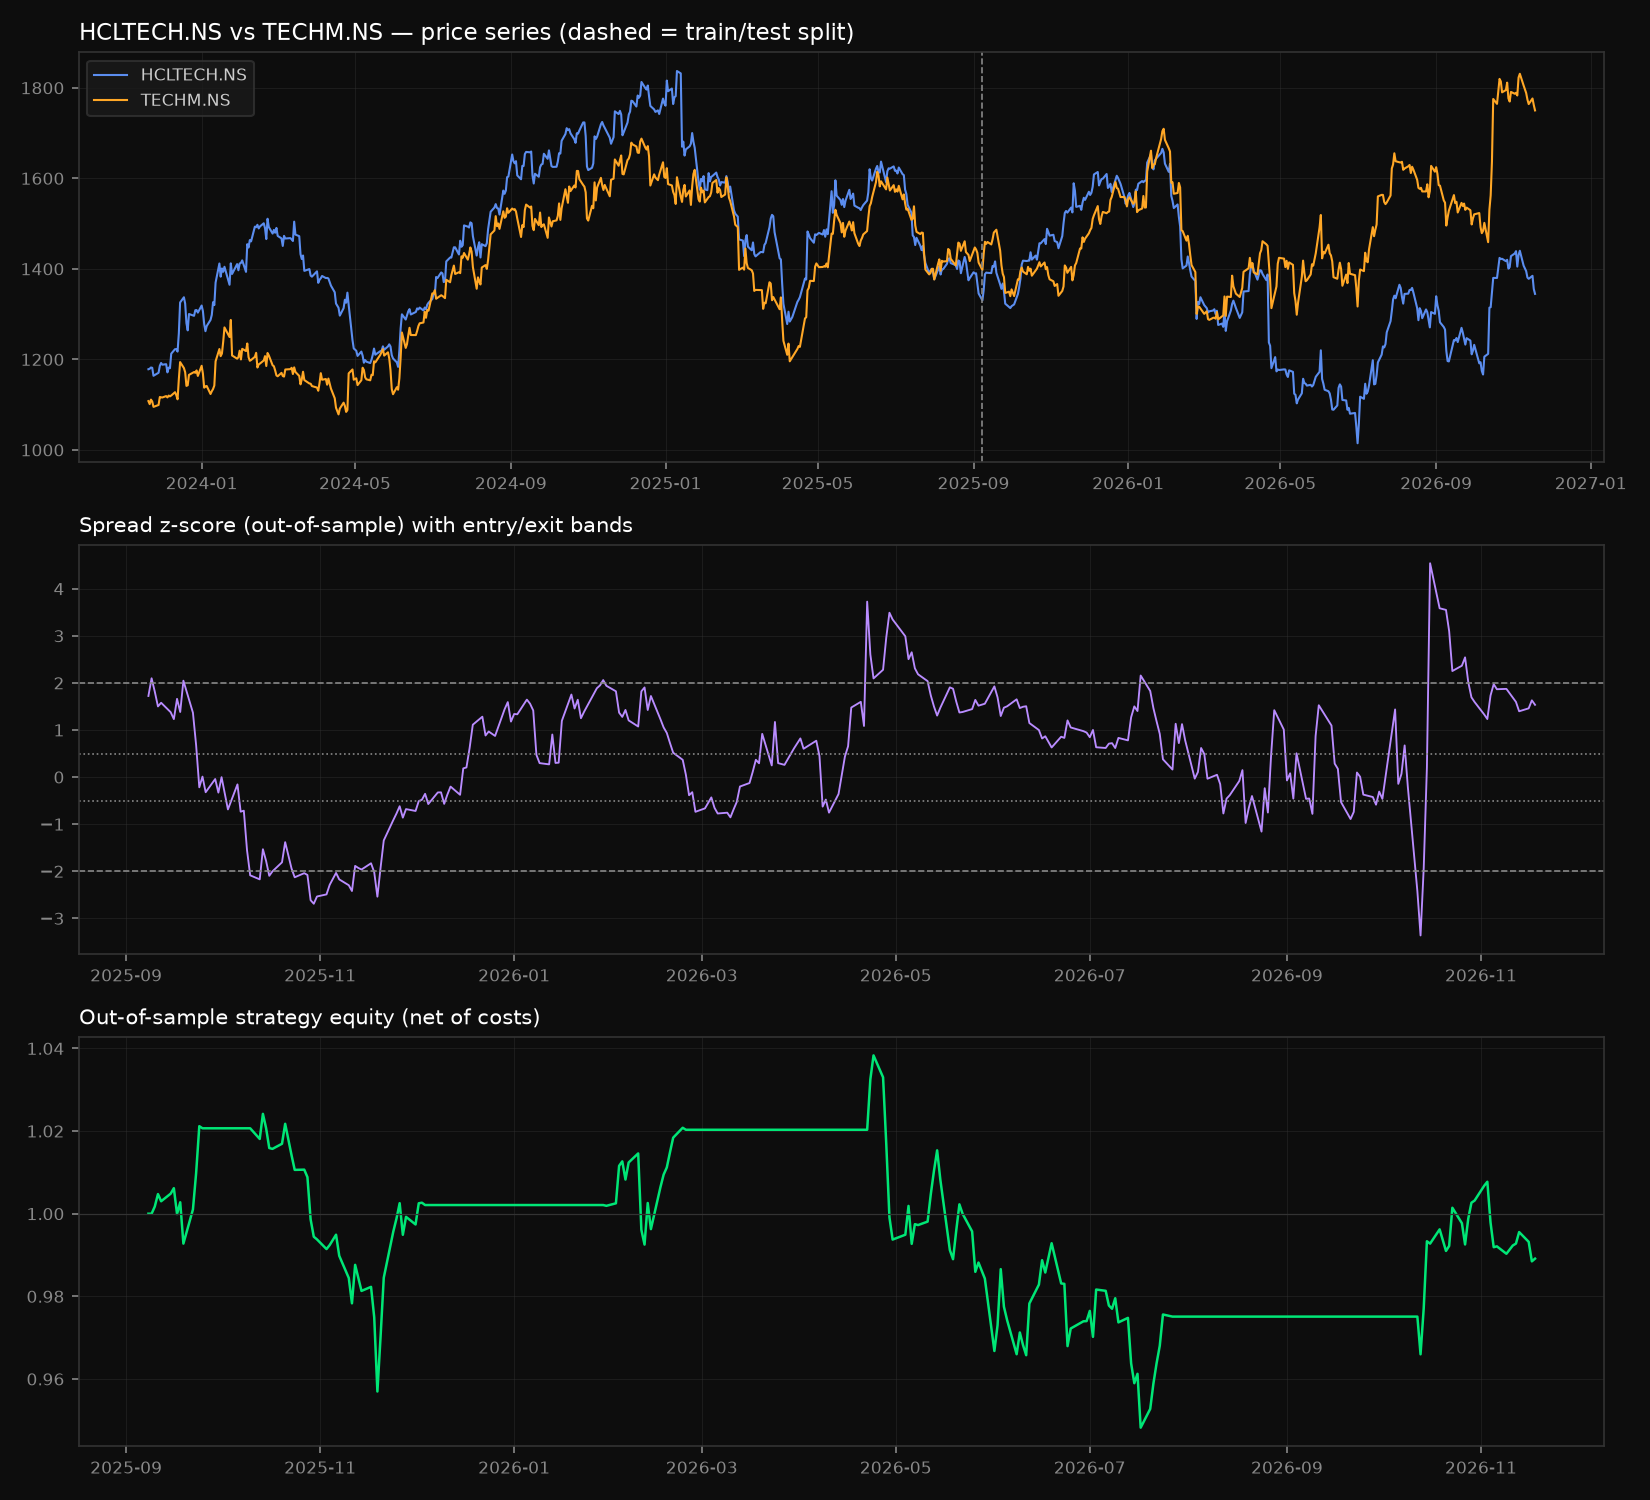 HCLTECH.NS vs TECHM.NS — price series (dashed = train/test split)
HCLTECH.NS
TECHM.NS
1800
1600
1400
1200
1000
2024-01 2024-05 2024-09 2025-01 2025-05 2025-09 2026-01 2026-05 2026-09 2027-01
Spread z-score (out-of-sample) with entry/exit bands
4
3
2
1
0
−1
−2
−3
2025-09 2025-11 2026-01 2026-03 2026-05 2026-07 2026-09 2026-11
Out-of-sample strategy equity (net of costs)
1.04
1.02
1.00
0.98
0.96
2025-09 2025-11 2026-01 2026-03 2026-05 2026-07 2026-09 2026-11